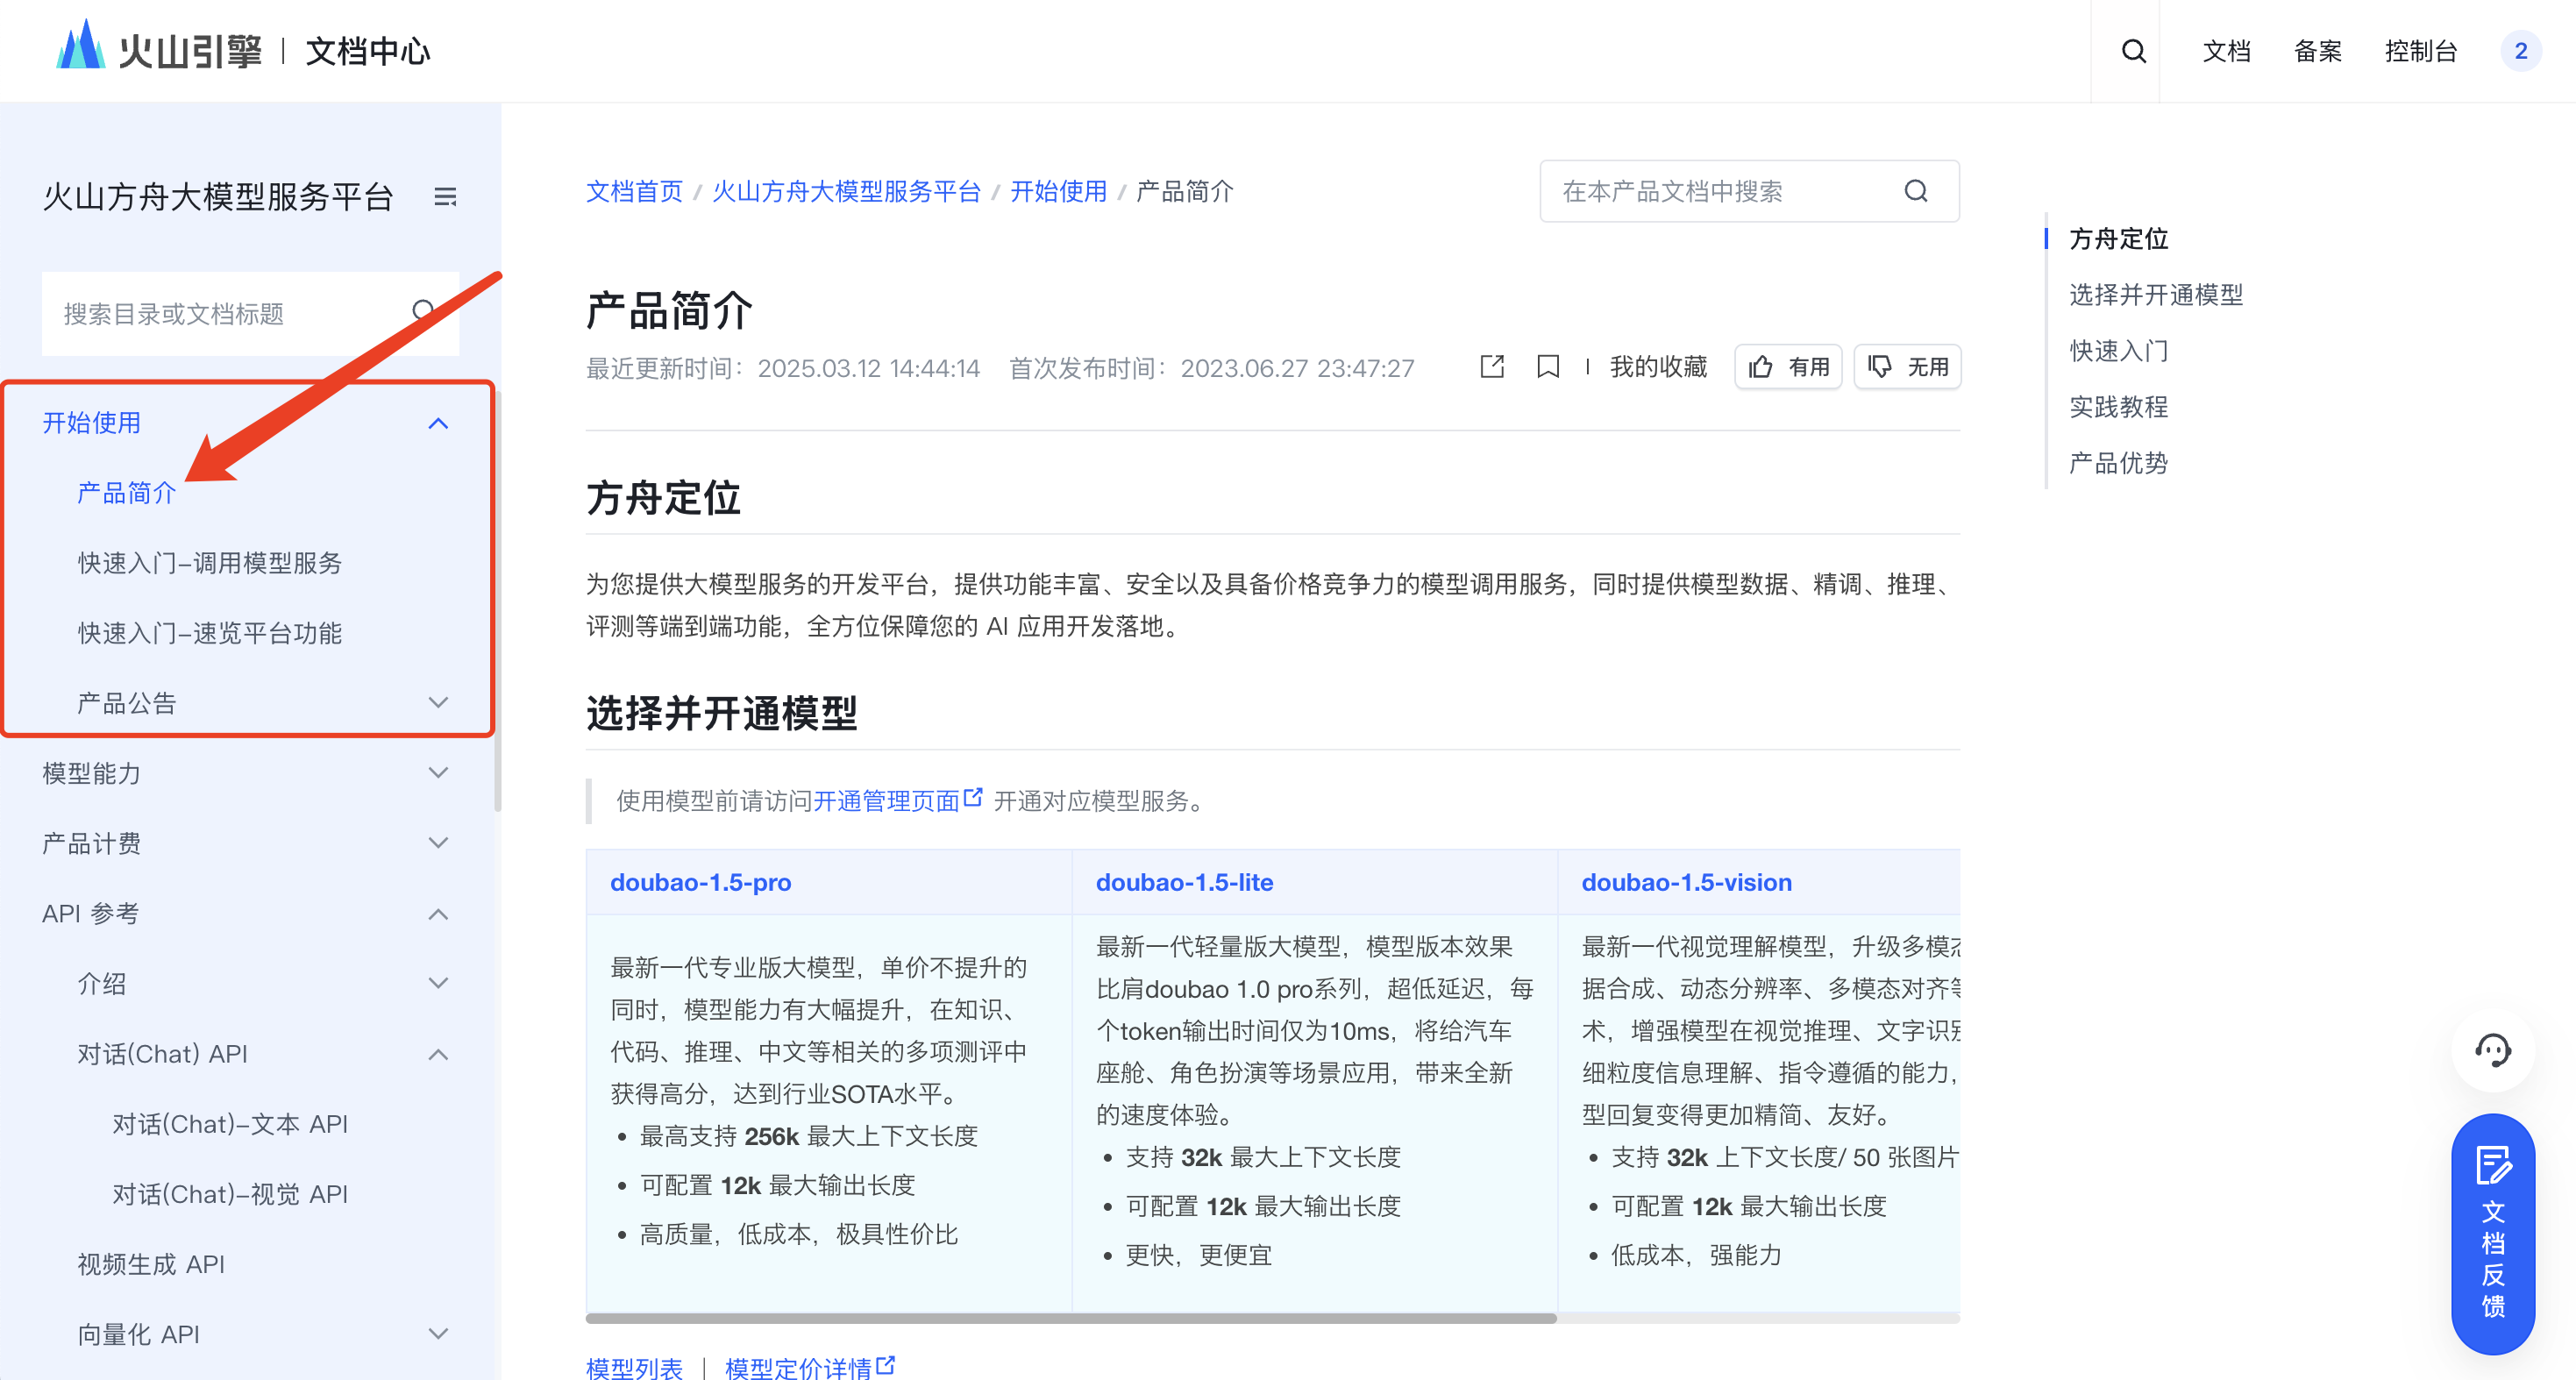 火山引擎 文档中心
文档
备案
控制台
2
火山方舟大模型服务平台
搜索目录或文档标题
开始使用
产品简介
快速入门-调用模型服务
快速入门-速览平台功能
产品公告
模型能力
产品计费
API 参考
介绍
对话(Chat) API
对话(Chat)-文本 API
对话(Chat)-视觉 API
视频生成 API
向量化 API
文档首页 / 火山方舟大模型服务平台 / 开始使用 / 产品简介
在本产品文档中搜索
产品简介
最近更新时间：2025.03.12 14:44:14 首次发布时间：2023.06.27 23:47:27
我的收藏
有用
无用
方舟定位
为您提供大模型服务的开发平台，提供功能丰富、安全以及具备价格竞争力的模型调用服务，同时提供模型数据、精调、推理、
评测等端到端功能，全方位保障您的 AI 应用开发落地。
选择并开通模型
使用模型前请访问开通管理页面 开通对应模型服务。
doubao-1.5-pro
最新一代专业版大模型，单价不提升的
同时，模型能力有大幅提升，在知识、
代码、推理、中文等相关的多项测评中
获得高分，达到行业SOTA水平。
• 最高支持 256k 最大上下文长度
• 可配置 12k 最大输出长度
• 高质量，低成本，极具性价比
doubao-1.5-lite
最新一代轻量版大模型，模型版本效果
比肩doubao 1.0 pro系列，超低延迟，每
个token输出时间仅为10ms，将给汽车
座舱、角色扮演等场景应用，带来全新
的速度体验。
• 支持 32k 最大上下文长度
• 可配置 12k 最大输出长度
• 更快，更便宜
doubao-1.5-vision
最新一代视觉理解模型，升级多模态
据合成、动态分辨率、多模态对齐等
术，增强模型在视觉推理、文字识别
细粒度信息理解、指令遵循的能力，
型回复变得更加精简、友好。
• 支持 32k 上下文长度/ 50 张图片
• 可配置 12k 最大输出长度
• 低成本，强能力
模型列表 | 模型定价详情
方舟定位
选择并开通模型
快速入门
实践教程
产品优势
文档反馈